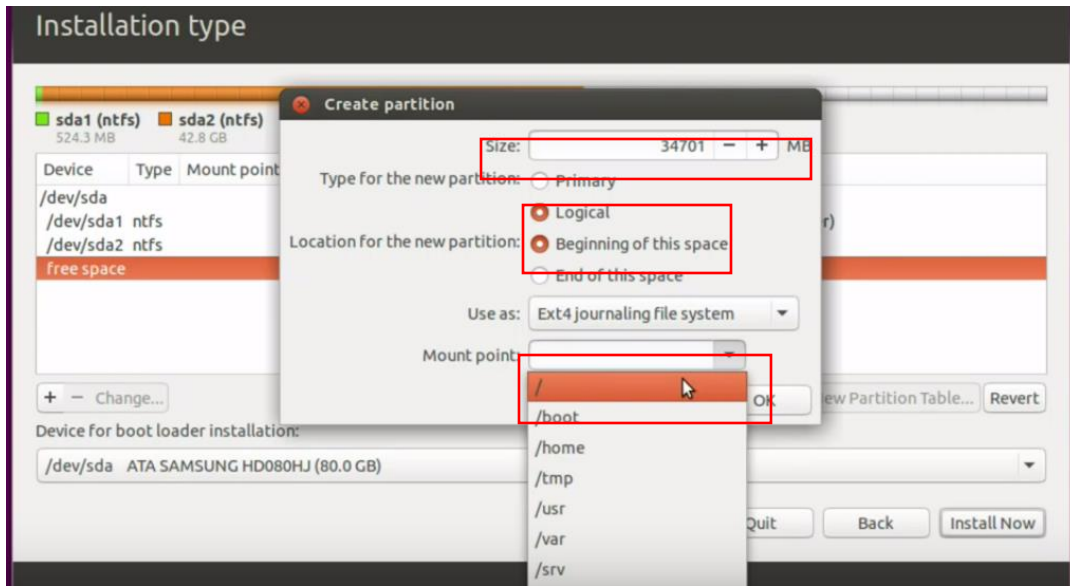 Installation type
Create partition
sda1 (ntfs) sda2 (ntfs)
524.3 MB 42.8 GB
Size: 34701 − + MB
Device Type Mount point
Type for the new partition: Primary
/dev/sda
Logical
/dev/sda1 ntfs r)
Location for the new partition: Beginning of this space
/dev/sda2 ntfs
free space
End of this space
Use as: Ext4 journaling file system
Mount point:
/
+ − Change... OK ew Partition Table... Revert
/boot
Device for boot loader installation:
/home
/dev/sda ATA SAMSUNG HD080HJ (80.0 GB)
/tmp
/usr
Quit Back Install Now
/var
/srv